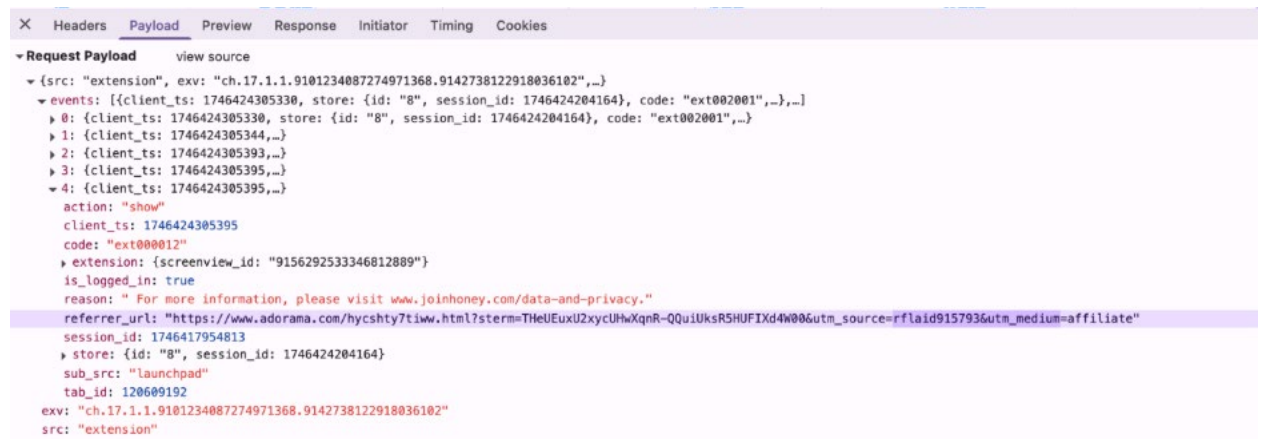 × Headers Payload Preview Response Initiator Timing Cookies
▾Request Payload view source
▾ {src: "extension", exv: "ch.17.1.1.9101234087274971368.9142738122918036102",…}
▾ events: [{client_ts: 1746424305330, store: {id: "8", session_id: 1746424204164}, code: "ext002001",…},…]
▸ 0: {client_ts: 1746424305330, store: {id: "8", session_id: 1746424204164}, code: "ext002001",…}
▸ 1: {client_ts: 1746424305344,…}
▸ 2: {client_ts: 1746424305393,…}
▸ 3: {client_ts: 1746424305395,…}
▾ 4: {client_ts: 1746424305395,…}
action: "show"
client_ts: 1746424305395
code: "ext000012"
▸ extension: {screenview_id: "9156292533346812889"}
is_logged_in: true
reason: " For more information, please visit www.joinhoney.com/data-and-privacy."
referrer_url: "https://www.adorama.com/hycshty7tiww.html?sterm=THeUEuxU2xycUHwXqnR-QQuiUksR5HUFIXd4W00&utm_source=rflaid915793&utm_medium=affiliate"
session_id: 1746417954813
▸ store: {id: "8", session_id: 1746424204164}
sub_src: "launchpad"
tab_id: 120609192
exv: "ch.17.1.1.9101234087274971368.9142738122918036102"
src: "extension"